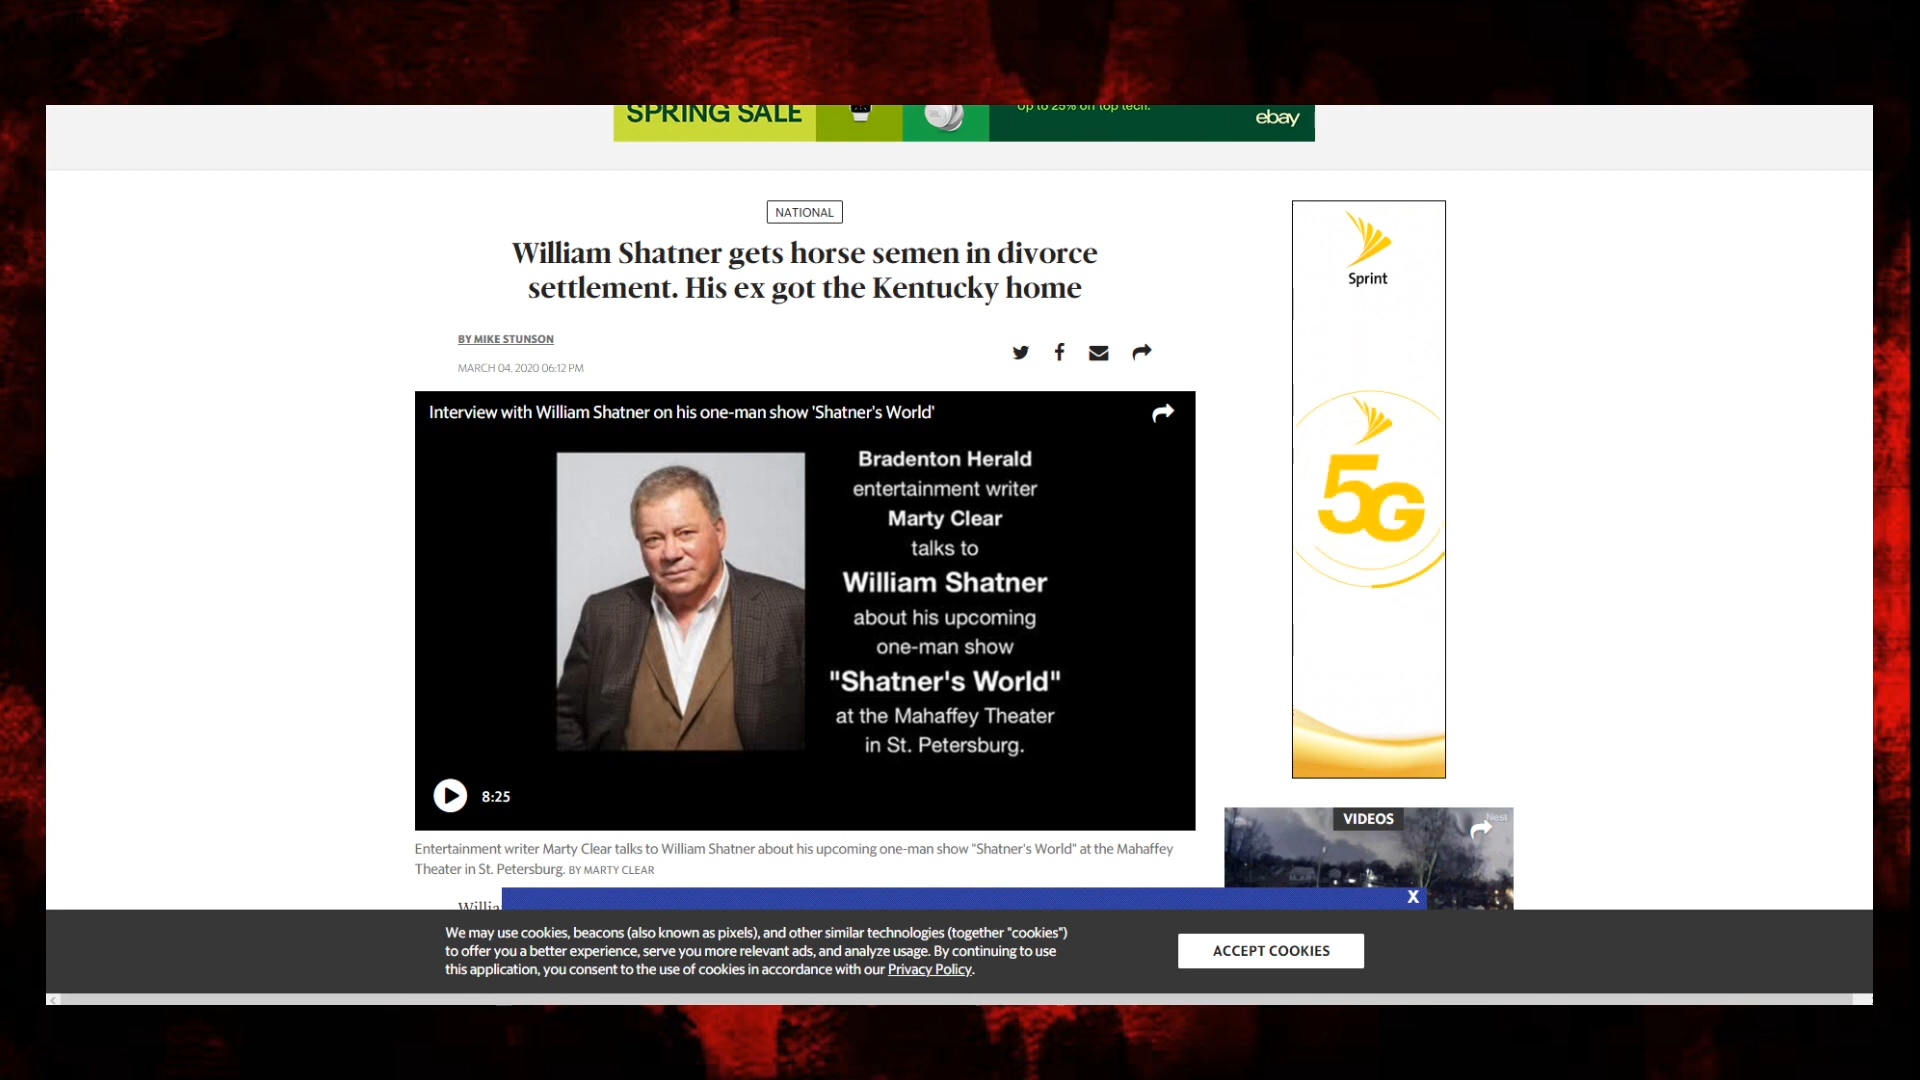 SPRING SALE
Up to 25% off top tech.
ebay
NATIONAL
William Shatner gets horse semen in divorce
settlement. His ex got the Kentucky home
BY MIKE STUNSON
MARCH 04, 2020 06:12 PM
Interview with William Shatner on his one-man show 'Shatner's World'
Bradenton Herald
entertainment writer
Marty Clear
talks to
William Shatner
about his upcoming
one-man show
"Shatner's World"
at the Mahaffey Theater
in St. Petersburg.
8:25
Entertainment writer Marty Clear talks to William Shatner about his upcoming one-man show "Shatner's World" at the Mahaffey
Theater in St. Petersburg. BY MARTY CLEAR
Sprint
5G
VIDEOS
Nest
X
We may use cookies, beacons (also known as pixels), and other similar technologies (together "cookies")
to offer you a better experience, serve you more relevant ads, and analyze usage. By continuing to use
this application, you consent to the use of cookies in accordance with our Privacy Policy.
ACCEPT COOKIES